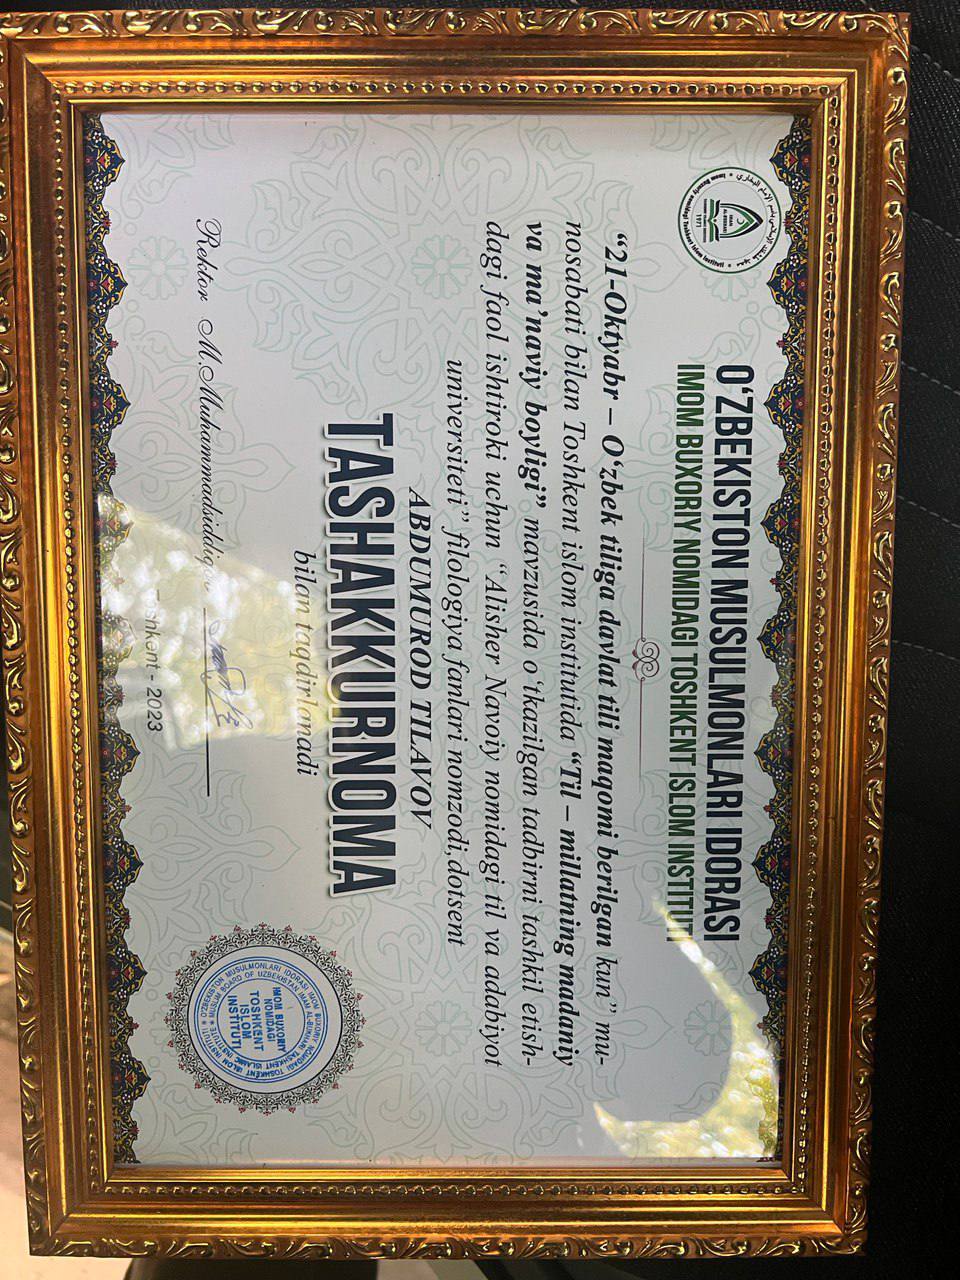 O‘ZBEKISTON MUSULMONLARI IDORASI
IMOM BUXORIY NOMIDAGI TOSHKENT ISLOM INSTITUTI
“21-Oktyabr – O‘zbek tiliga davlat tili maqomi berilgan kun” mu-
nosabati bilan Toshkent islom institutida “Til – millatning madaniy
va ma’naviy boyligi” mavzusida o‘tkazilgan tadbirni tashkil etish-
dagi faol ishtiroki uchun “Alisher Navoiy nomidagi til va adabiyot
universiteti” filologiya fanlari nomzodi,dotsent
ABDUMUROD TILAVOV
TASHAKKURNOMA
bilan taqdirlanadi
Rektor M.Muhammadsiddiq
Toshkent - 2023
IMOM BUXORIY
NOMIDAGI
TOSHKENT
ISLOM
INSTITUTI
1971